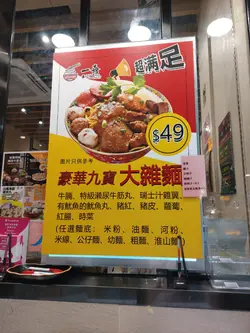 超滿足
$49
圖片只供參考
豪華九寶 大雜麵
牛腩、特級瀨尿牛筋丸、瑞士汁雞翼、
有魷魚的魷魚丸、豬紅、豬皮、蘿蔔、
紅腸、時菜
(任選麵底: 米粉、油麵、河粉、
米線、公仔麵、幼麵、粗麵、淮山麵)